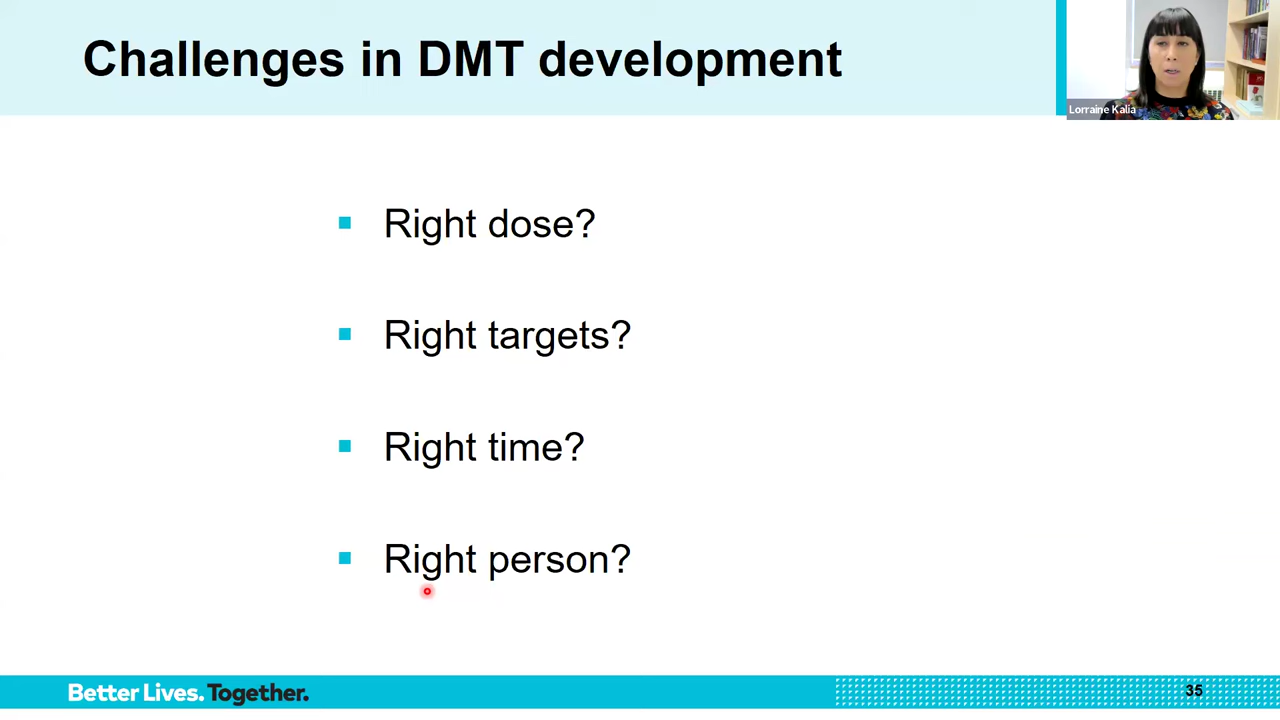 Challenges in DMT development
Lorraine Kalia
Right dose?
Right targets?
Right time?
Right person?
Better Lives. Together.
35